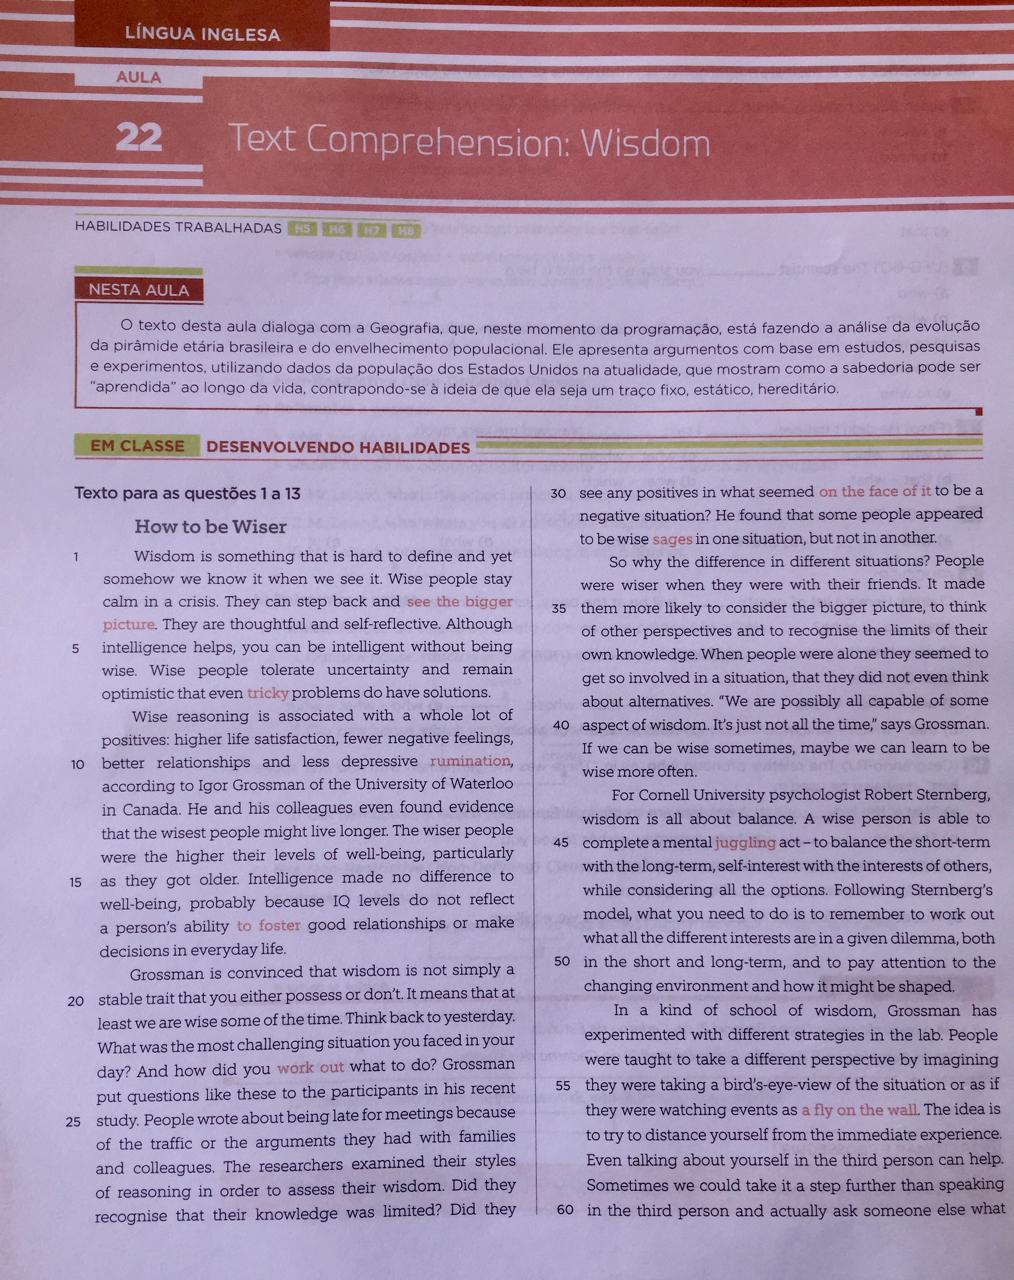 LÍNGUA INGLESA
AULA
22
Text Comprehension: Wisdom
HABILIDADES TRABALHADAS H5 H6 H7 H8
NESTA AULA
O texto desta aula dialoga com a Geografia, que, neste momento da programação, está fazendo a análise da evolução
da pirâmide etária brasileira e do envelhecimento populacional. Ele apresenta argumentos com base em estudos, pesquisas
e experimentos, utilizando dados da população dos Estados Unidos na atualidade, que mostram como a sabedoria pode ser
"aprendida" ao longo da vida, contrapondo-se à ideia de que ela seja um traço fixo, estático, hereditário.
EM CLASSE DESENVOLVENDO HABILIDADES
Texto para as questões 1 a 13
How to be Wiser
1 Wisdom is something that is hard to define and yet
somehow we know it when we see it. Wise people stay
calm in a crisis. They can step back and see the bigger
picture. They are thoughtful and self-reflective. Although
5 intelligence helps, you can be intelligent without being
wise. Wise people tolerate uncertainty and remain
optimistic that even tricky problems do have solutions.
Wise reasoning is associated with a whole lot of
positives: higher life satisfaction, fewer negative feelings,
10 better relationships and less depressive rumination,
according to Igor Grossman of the University of Waterloo
in Canada. He and his colleagues even found evidence
that the wisest people might live longer. The wiser people
were the higher their levels of well-being, particularly
15 as they got older. Intelligence made no difference to
well-being, probably because IQ levels do not reflect
a person's ability to foster good relationships or make
decisions in everyday life.
Grossman is convinced that wisdom is not simply a
20 stable trait that you either possess or don't. It means that at
least we are wise some of the time. Think back to yesterday.
What was the most challenging situation you faced in your
day? And how did you work out what to do? Grossman
put questions like these to the participants in his recent
25 study. People wrote about being late for meetings because
of the traffic or the arguments they had with families
and colleagues. The researchers examined their styles
of reasoning in order to assess their wisdom. Did they
recognise that their knowledge was limited? Did they
30 see any positives in what seemed on the face of it to be a
negative situation? He found that some people appeared
to be wise sages in one situation, but not in another.
So why the difference in different situations? People
were wiser when they were with their friends. It made
35 them more likely to consider the bigger picture, to think
of other perspectives and to recognise the limits of their
own knowledge. When people were alone they seemed to
get so involved in a situation, that they did not even think
about alternatives. "We are possibly all capable of some
40 aspect of wisdom. It's just not all the time," says Grossman.
If we can be wise sometimes, maybe we can learn to be
wise more often.
For Cornell University psychologist Robert Sternberg,
wisdom is all about balance. A wise person is able to
45 complete a mental juggling act – to balance the short-term
with the long-term, self-interest with the interests of others,
while considering all the options. Following Sternberg's
model, what you need to do is to remember to work out
what all the different interests are in a given dilemma, both
50 in the short and long-term, and to pay attention to the
changing environment and how it might be shaped.
In a kind of school of wisdom, Grossman has
experimented with different strategies in the lab. People
were taught to take a different perspective by imagining
55 they were taking a bird's-eye-view of the situation or as if
they were watching events as a fly on the wall. The idea is
to try to distance yourself from the immediate experience.
Even talking about yourself in the third person can help.
Sometimes we could take it a step further than speaking
60 in the third person and actually ask someone else what